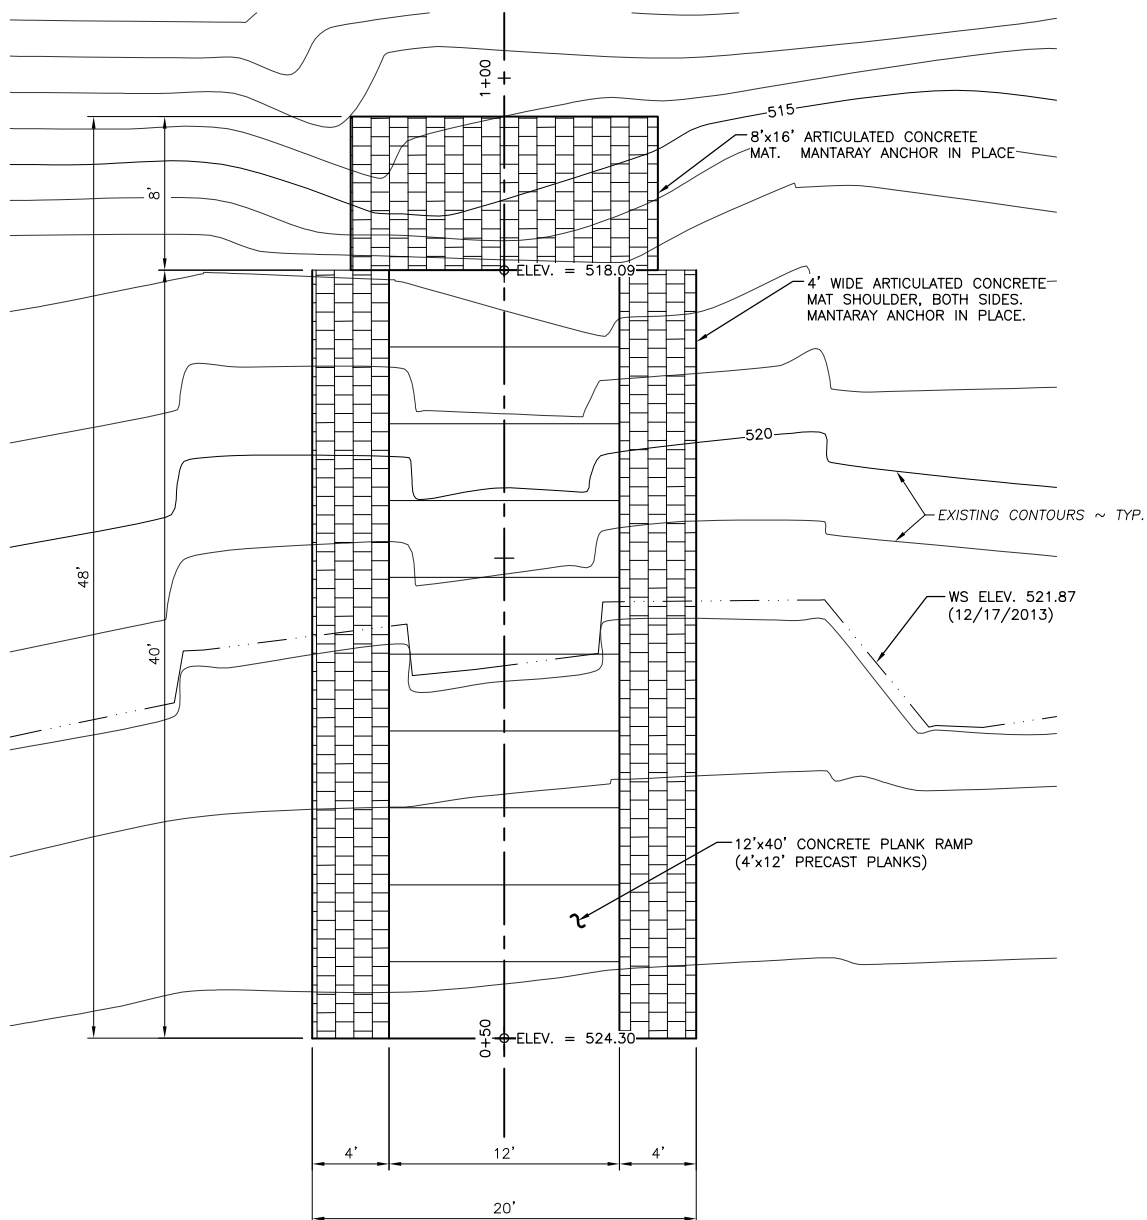 1+00
515
8'x16' ARTICULATED CONCRETE
MAT. MANTARAY ANCHOR IN PLACE
8'
ELEV. = 518.09
4' WIDE ARTICULATED CONCRETE
MAT SHOULDER, BOTH SIDES.
MANTARAY ANCHOR IN PLACE.
520
EXISTING CONTOURS ~ TYP.
48'
WS ELEV. 521.87
(12/17/2013)
40'
12'x40' CONCRETE PLANK RAMP
(4'x12' PRECAST PLANKS)
0+50
ELEV. = 524.30
4'
12'
4'
20'